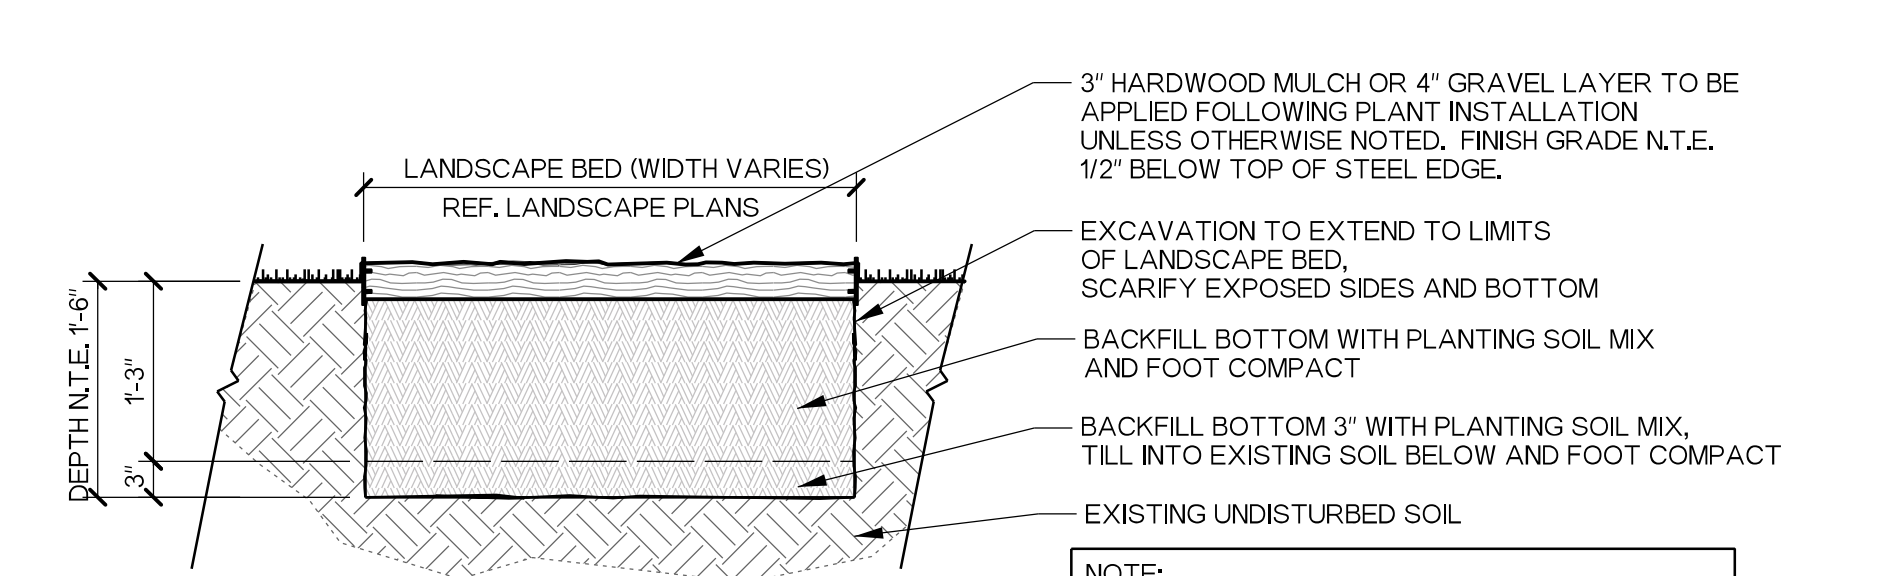 3" HARDWOOD MULCH OR 4" GRAVEL LAYER TO BE
APPLIED FOLLOWING PLANT INSTALLATION
UNLESS OTHERWISE NOTED. FINISH GRADE N.T.E.
1/2" BELOW TOP OF STEEL EDGE.
LANDSCAPE BED (WIDTH VARIES)
REF. LANDSCAPE PLANS
EXCAVATION TO EXTEND TO LIMITS
OF LANDSCAPE BED,
SCARIFY EXPOSED SIDES AND BOTTOM
DEPTH N.T.E. 1'-6"
1'-3"
3"
BACKFILL BOTTOM WITH PLANTING SOIL MIX
AND FOOT COMPACT
BACKFILL BOTTOM 3" WITH PLANTING SOIL MIX,
TILL INTO EXISTING SOIL BELOW AND FOOT COMPACT
EXISTING UNDISTURBED SOIL
NOTE: